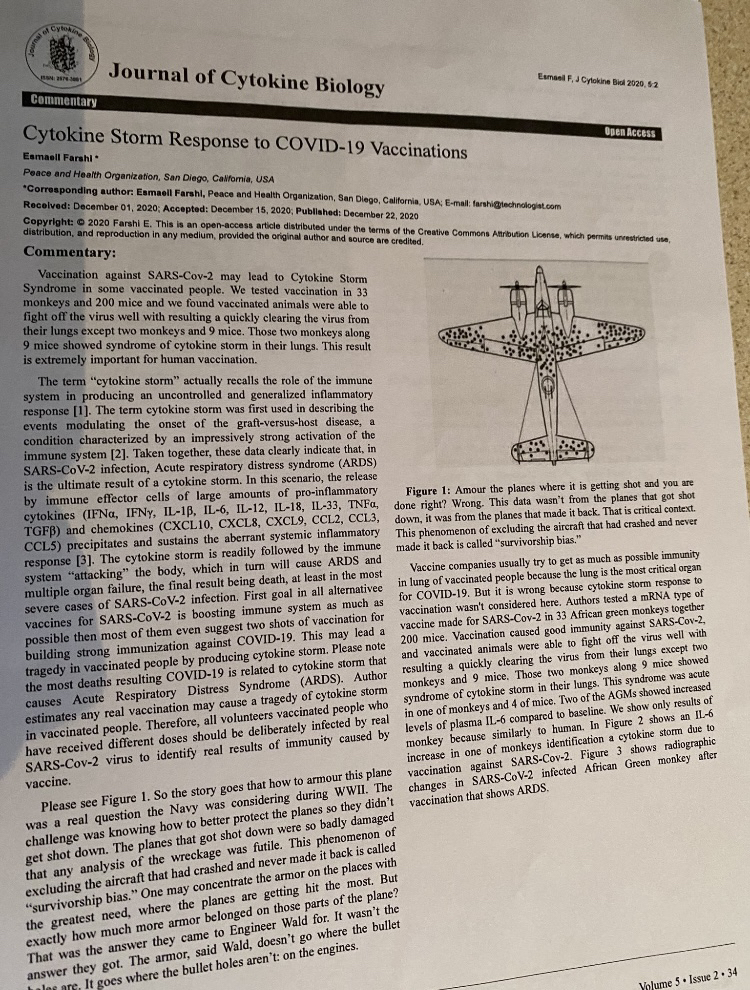 Journal of Cytokine Biology
ISSN: 2576-3881
Journal of Cytokine Biology
Esmaeil F, J Cytokine Biol 2020, 5:2
Commentary
Open Access
Cytokine Storm Response to COVID-19 Vaccinations
Esmaeil Farshi *
Peace and Health Organization, San Diego, California, USA
*Corresponding author: Esmaeil Farshi, Peace and Health Organization, San Diego, California, USA; E-mail: farshi@technologist.com
Received: December 01, 2020; Accepted: December 15, 2020; Published: December 22, 2020
Copyright: © 2020 Farshi E. This is an open-access article distributed under the terms of the Creative Commons Attribution License, which permits unrestricted use,
distribution, and reproduction in any medium, provided the original author and source are credited.
Commentary:
Vaccination against SARS-Cov-2 may lead to Cytokine Storm
Syndrome in some vaccinated people. We tested vaccination in 33
monkeys and 200 mice and we found vaccinated animals were able to
fight off the virus well with resulting a quickly clearing the virus from
their lungs except two monkeys and 9 mice. Those two monkeys along
9 mice showed syndrome of cytokine storm in their lungs. This result
is extremely important for human vaccination.
The term “cytokine storm” actually recalls the role of the immune
system in producing an uncontrolled and generalized inflammatory
response [1]. The term cytokine storm was first used in describing the
events modulating the onset of the graft-versus-host disease, a
condition characterized by an impressively strong activation of the
immune system [2]. Taken together, these data clearly indicate that, in
SARS-CoV-2 infection, Acute respiratory distress syndrome (ARDS)
is the ultimate result of a cytokine storm. In this scenario, the release
by immune effector cells of large amounts of pro-inflammatory
cytokines (IFNα, IFNγ, IL-1β, IL-6, IL-12, IL-18, IL-33, TNFα,
TGFβ) and chemokines (CXCL10, CXCL8, CXCL9, CCL2, CCL3,
CCL5) precipitates and sustains the aberrant systemic inflammatory
response [3]. The cytokine storm is readily followed by the immune
system “attacking” the body, which in turn will cause ARDS and
multiple organ failure, the final result being death, at least in the most
severe cases of SARS-CoV-2 infection. First goal in all alternativee
vaccines for SARS-CoV-2 is boosting immune system as much as
possible then most of them even suggest two shots of vaccination for
building strong immunization against COVID-19. This may lead a
tragedy in vaccinated people by producing cytokine storm. Please note
the most deaths resulting COVID-19 is related to cytokine storm that
causes Acute Respiratory Distress Syndrome (ARDS). Author
estimates any real vaccination may cause a tragedy of cytokine storm
in vaccinated people. Therefore, all volunteers vaccinated people who
have received different doses should be deliberately infected by real
SARS-Cov-2 virus to identify real results of immunity caused by
vaccine.
Please see Figure 1. So the story goes that how to armour this plane
was a real question the Navy was considering during WWII. The
challenge was knowing how to better protect the planes so they didn’t
get shot down. The planes that got shot down were so badly damaged
that any analysis of the wreckage was futile. This phenomenon of
excluding the aircraft that had crashed and never made it back is called
“survivorship bias.” One may concentrate the armor on the places with
the greatest need, where the planes are getting hit the most. But
exactly how much more armor belonged on those parts of the plane?
That was the answer they came to Engineer Wald for. It wasn’t the
answer they got. The armor, said Wald, doesn’t go where the bullet
are. It goes where the bullet holes aren’t: on the engines.
Figure 1: Amour the planes where it is getting shot and you are
done right? Wrong. This data wasn’t from the planes that got shot
down, it was from the planes that made it back. That is critical context.
This phenomenon of excluding the aircraft that had crashed and never
made it back is called “survivorship bias.”
Vaccine companies usually try to get as much as possible immunity
in lung of vaccinated people because the lung is the most critical organ
for COVID-19. But it is wrong because cytokine storm response to
vaccination wasn’t considered here. Authors tested a mRNA type of
vaccine made for SARS-Cov-2 in 33 African green monkeys together
200 mice. Vaccination caused good immunity against SARS-Cov-2,
and vaccinated animals were able to fight off the virus well with
resulting a quickly clearing the virus from their lungs except two
monkeys and 9 mice. Those two monkeys along 9 mice showed
syndrome of cytokine storm in their lungs. This syndrome was acute
in one of monkeys and 4 of mice. Two of the AGMs showed increased
levels of plasma IL-6 compared to baseline. We show only results of
monkey because similarly to human. In Figure 2 shows an IL-6
increase in one of monkeys identification a cytokine storm due to
vaccination against SARS-Cov-2. Figure 3 shows radiographic
changes in SARS-CoV-2 infected African Green monkey after
vaccination that shows ARDS.
Volume 5 • Issue 2 • 34